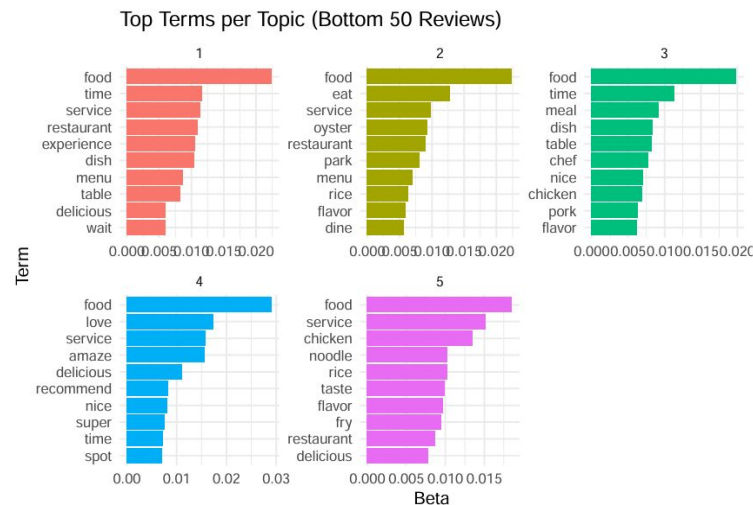 Top Terms per Topic (Bottom 50 Reviews)
1
food
time
service
restaurant
experience
dish
menu
table
delicious
wait
0.000 0.005 0.010 0.015 0.020
2
food
eat
service
oyster
restaurant
park
menu
rice
flavor
dine
0.000 0.005 0.010 0.015 0.020
3
food
time
meal
dish
table
chef
nice
chicken
pork
flavor
0.000 0.005 0.010 0.015 0.020
Term
4
food
love
service
amaze
delicious
recommend
nice
super
time
spot
0.00 0.01 0.02 0.03
5
food
service
chicken
noodle
rice
taste
flavor
fry
restaurant
delicious
0.000 0.005 0.010 0.015
Beta